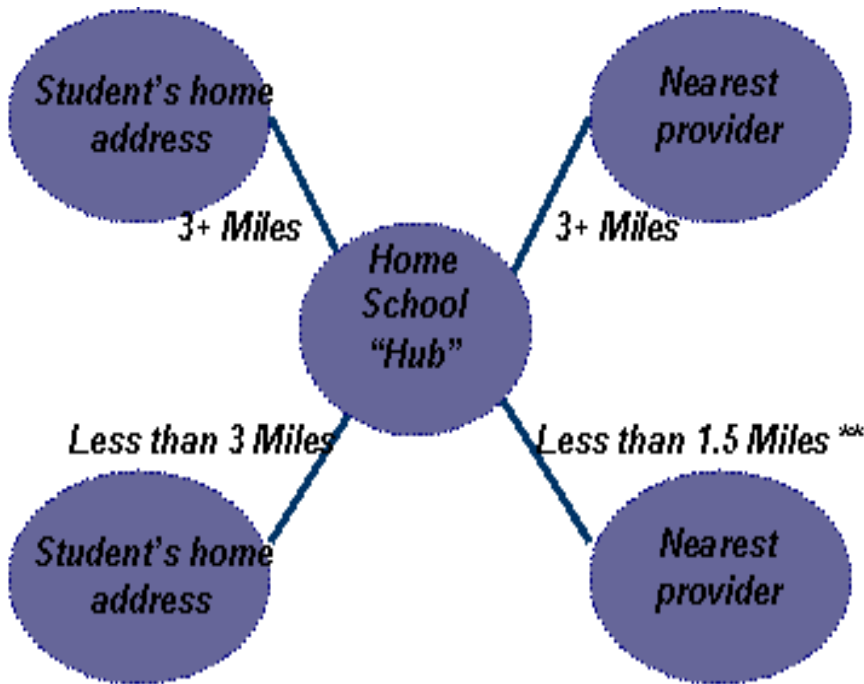 Student's home
address
Nearest
provider
3+ Miles
3+ Miles
Home
School
“Hub”
Less than 3 Miles
Less than 1.5 Miles **
Student's home
address
Nearest
provider